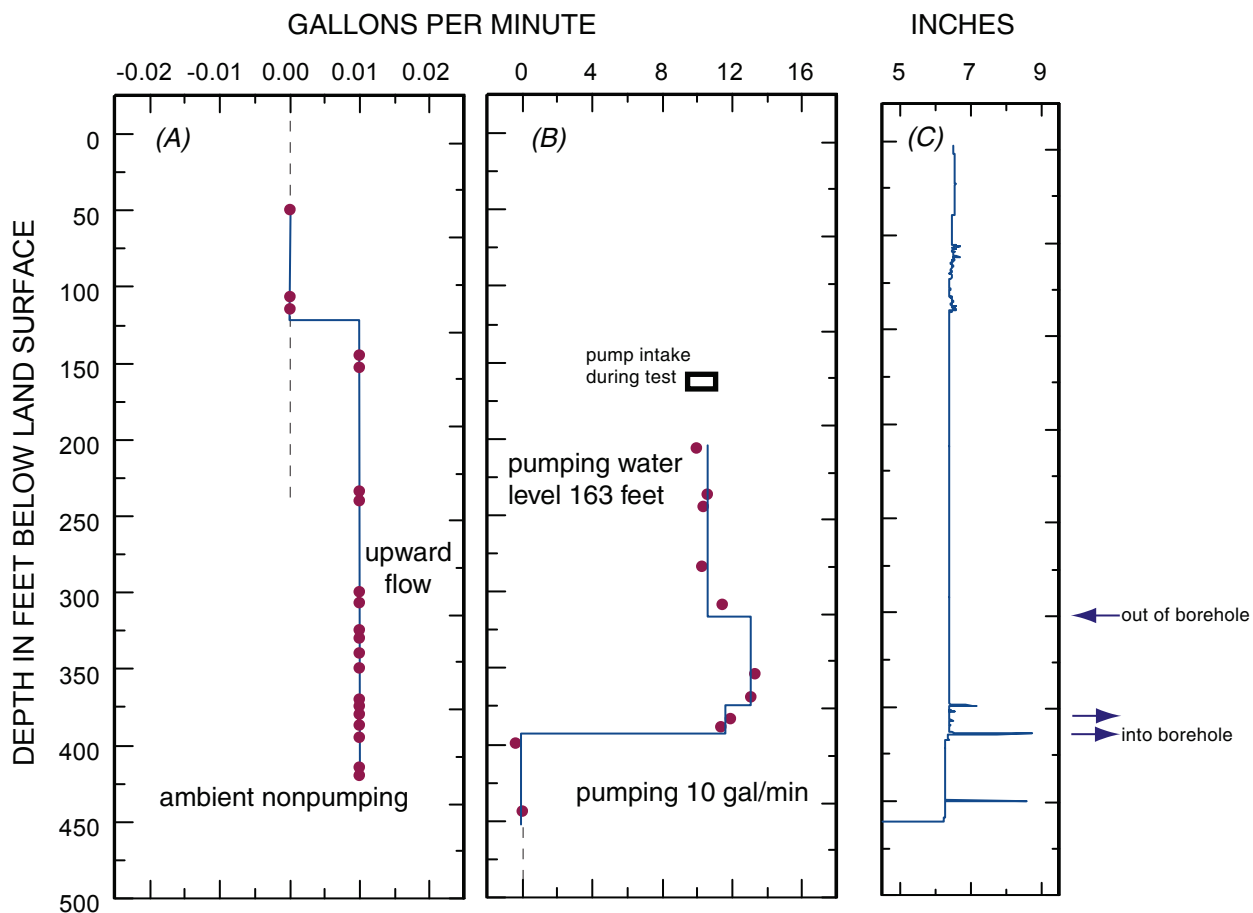 GALLONS PER MINUTE
INCHES
-0.02 -0.01 0.00 0.01 0.02
0 4 8 12 16
5 7 9
DEPTH IN FEET BELOW LAND SURFACE
0
50
100
150
200
250
300
350
400
450
500
(A)
upward
flow
ambient nonpumping
(B)
pump intake
during test
pumping water
level 163 feet
pumping 10 gal/min
(C)
out of borehole
into borehole